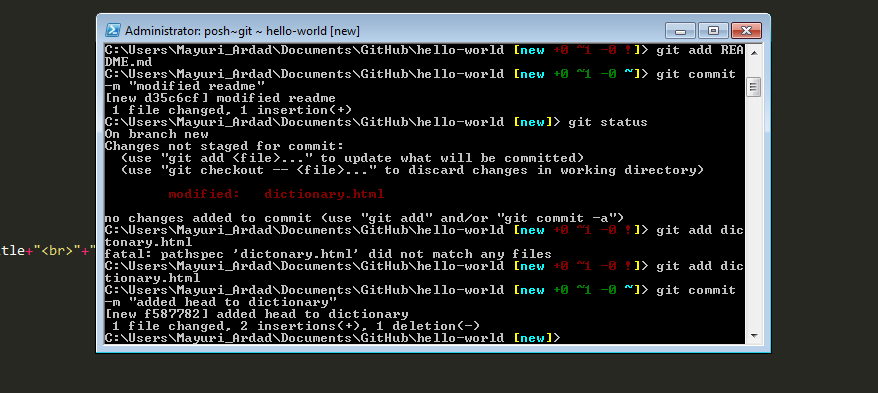 Administrator: posh~git ~ hello-world [new]
C:\Users\Mayuri_Ardad\Documents\GitHub\hello-world [new +0 ~1 -0 !]> git add REA
DME.md
C:\Users\Mayuri_Ardad\Documents\GitHub\hello-world [new +0 ~1 -0 ~]> git commit
-m "modified readme"
[new d35c6cf] modified readme
 1 file changed, 1 insertion(+)
C:\Users\Mayuri_Ardad\Documents\GitHub\hello-world [new]> git status
On branch new
Changes not staged for commit:
  (use "git add <file>..." to update what will be committed)
  (use "git checkout -- <file>..." to discard changes in working directory)
        modified:   dictionary.html
no changes added to commit (use "git add" and/or "git commit -a")
C:\Users\Mayuri_Ardad\Documents\GitHub\hello-world [new +0 ~1 -0 !]> git add dic
tonary.html
tle+"<br>"+"
fatal: pathspec 'dictonary.html' did not match any files
C:\Users\Mayuri_Ardad\Documents\GitHub\hello-world [new +0 ~1 -0 !]> git add dic
tionary.html
C:\Users\Mayuri_Ardad\Documents\GitHub\hello-world [new +0 ~1 -0 ~]> git commit
-m "added head to dictionary"
[new f587782] added head to dictionary
 1 file changed, 2 insertions(+), 1 deletion(-)
C:\Users\Mayuri_Ardad\Documents\GitHub\hello-world [new]>